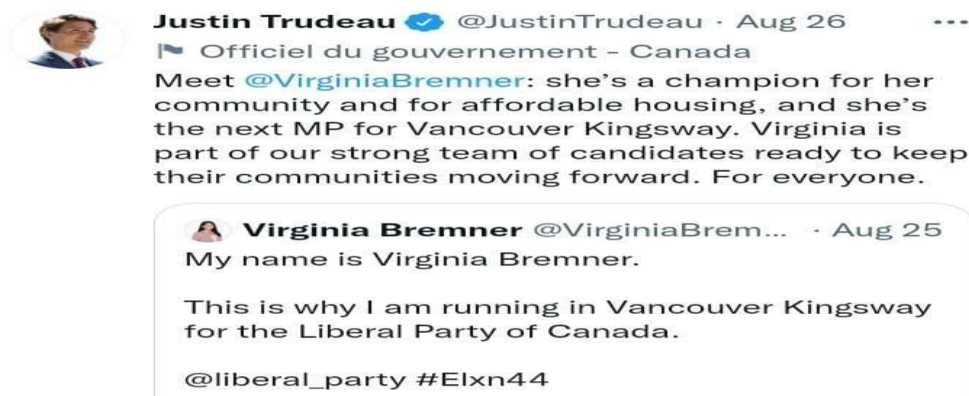 Justin Trudeau @JustinTrudeau · Aug 26
Officiel du gouvernement - Canada
Meet @VirginiaBremner: she's a champion for her
community and for affordable housing, and she's
the next MP for Vancouver Kingsway. Virginia is
part of our strong team of candidates ready to keep
their communities moving forward. For everyone.
Virginia Bremner @VirginiaBrem... · Aug 25
My name is Virginia Bremner.
This is why I am running in Vancouver Kingsway
for the Liberal Party of Canada.
@liberal_party #Elxn44